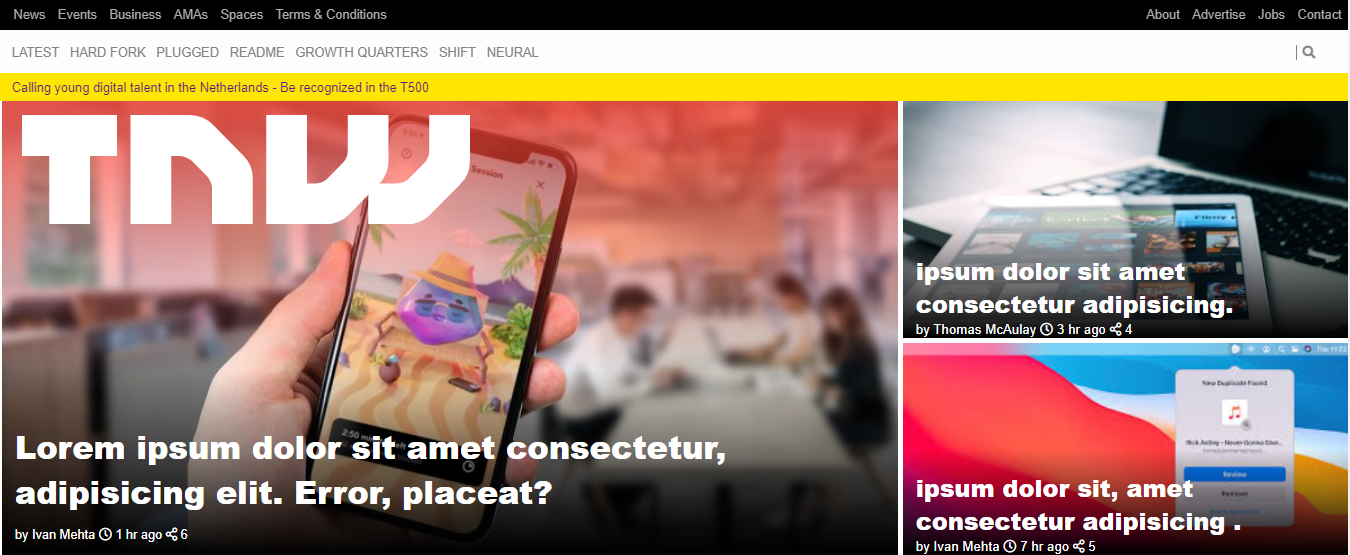 News Events Business AMAs Spaces Terms & Conditions About Advertise Jobs Contact
LATEST HARD FORK PLUGGED README GROWTH QUARTERS SHIFT NEURAL
Calling young digital talent in the Netherlands - Be recognized in the T500
TNW
Session
Lorem ipsum dolor sit amet consectetur,
adipisicing elit. Error, placeat?
by Ivan Mehta 1 hr ago 6
ipsum dolor sit amet
consectetur adipisicing.
by Thomas McAulay 3 hr ago 4
New Duplicate Found
Rick Astley - Never Gonna Give...
Review
Remove
ipsum dolor sit, amet
consectetur adipisicing .
by Ivan Mehta 7 hr ago 5